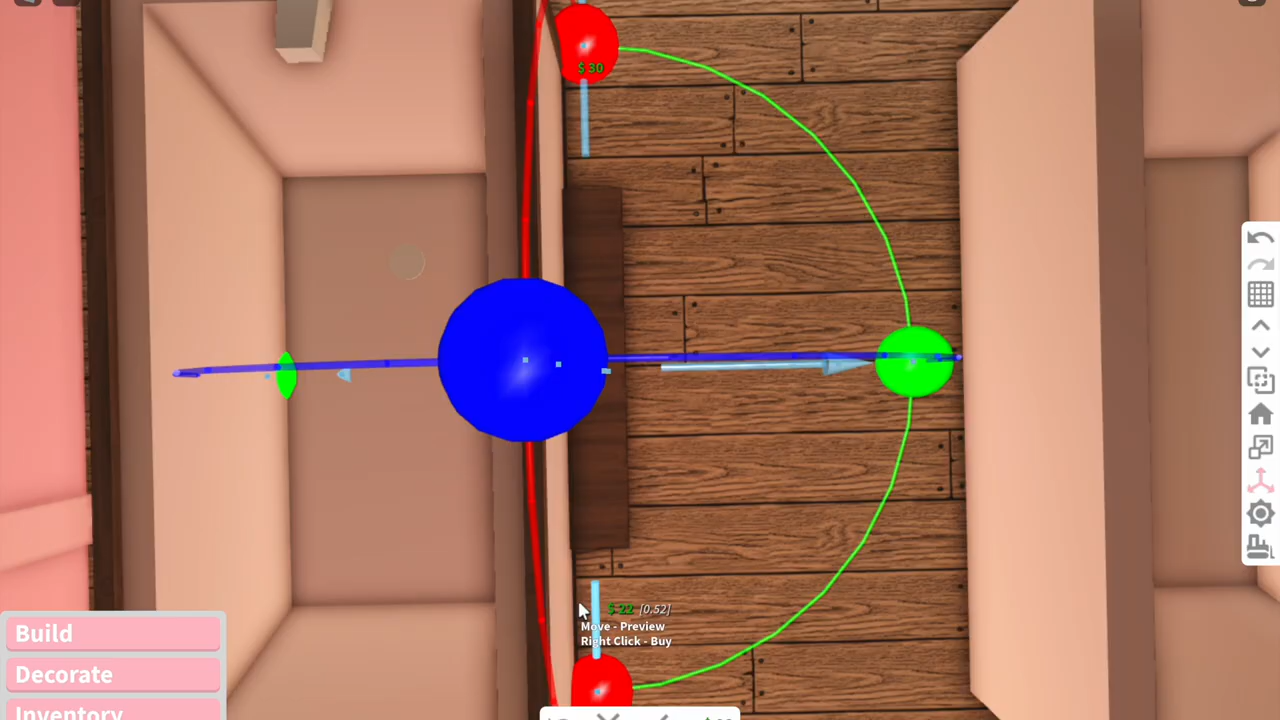 $ 30
$ 22 [0.52]
Move - Preview
Right Click - Buy
Build
Decorate
Inventory